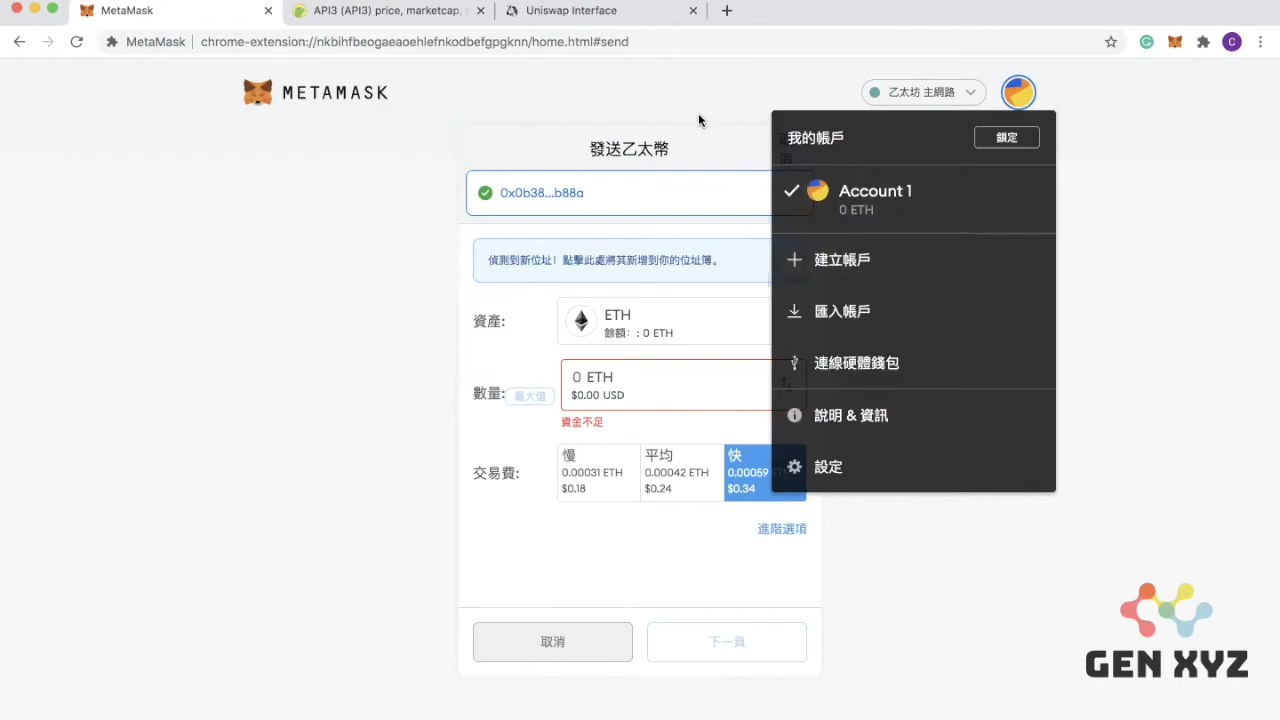 MetaMask
API3 (API3) price, marketcap,
Uniswap Interface
MetaMask
chrome-extension://nkbihfbeogaeaoehlefnkodbefgpgknn/home.html#send
C
METAMASK
乙太坊 主網路
發送乙太幣
0x0b38...b88a
偵測到新位址！點擊此處將其新增到你的位址簿。
資產:
ETH
餘額: : 0 ETH
數量:
最大值
0 ETH
$0.00 USD
資金不足
交易費:
慢
0.00031 ETH
$0.18
平均
0.00042 ETH
$0.24
快
0.00059 ETH
$0.34
進階選項
取消
下一頁
我的帳戶
鎖定
Account 1
0 ETH
建立帳戶
匯入帳戶
連線硬體錢包
說明 & 資訊
設定
GEN XYZ